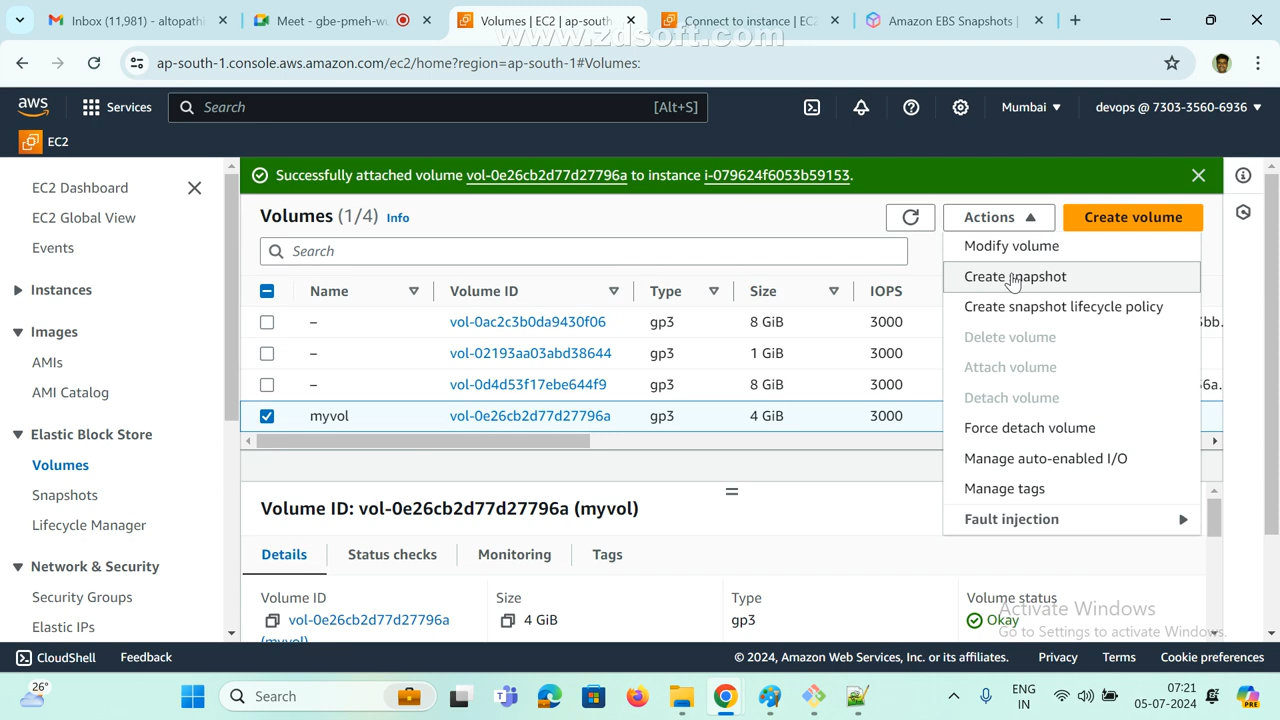 Inbox (11,981) - altopathi
Meet - gbe-pmeh-wu
Volumes | EC2 | ap-south
Connect to instance | EC2
Amazon EBS Snapshots |
www.zdsoft.com
ap-south-1.console.aws.amazon.com/ec2/home?region=ap-south-1#Volumes:
aws
Services
Search
[Alt+S]
Mumbai
devops @ 7303-3560-6936
EC2
EC2 Dashboard
EC2 Global View
Events
Instances
Images
AMIs
AMI Catalog
Elastic Block Store
Volumes
Snapshots
Lifecycle Manager
Network & Security
Security Groups
Elastic IPs
Successfully attached volume vol-0e26cb2d77d27796a to instance i-079624f6053b59153.
Volumes (1/4) Info
Actions
Create volume
Search
Name
Volume ID
Type
Size
IOPS
– vol-0ac2c3b0da9430f06 gp3 8 GiB 3000 bb.
– vol-02193aa03abd38644 gp3 1 GiB 3000
– vol-0d4d53f17ebe644f9 gp3 8 GiB 3000 6a.
myvol vol-0e26cb2d77d27796a gp3 4 GiB 3000
Modify volume
Create snapshot
Create snapshot lifecycle policy
Delete volume
Attach volume
Detach volume
Force detach volume
Manage auto-enabled I/O
Manage tags
Fault injection
Volume ID: vol-0e26cb2d77d27796a (myvol)
Details
Status checks
Monitoring
Tags
Volume ID
vol-0e26cb2d77d27796a
(myvol)
Size
4 GiB
Type
gp3
Volume status
Okay
Activate Windows
Go to Settings to activate Windows.
CloudShell
Feedback
© 2024, Amazon Web Services, Inc. or its affiliates.
Privacy
Terms
Cookie preferences
26°
Search
ENG
IN
07:21
05-07-2024
PRE